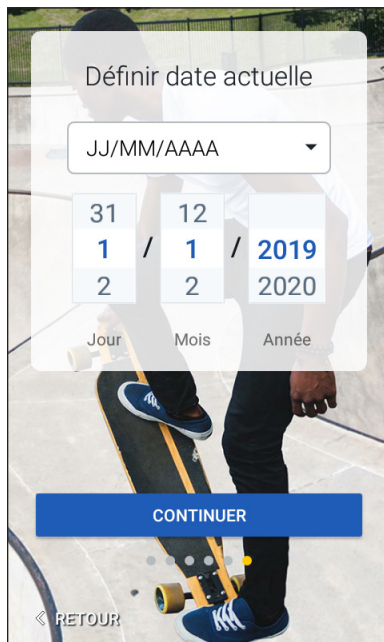 Définir date actuelle
JJ/MM/AAAA
31 12
1 / 1 / 2019
2 2 2020
Jour Mois Année
CONTINUER
RETOUR